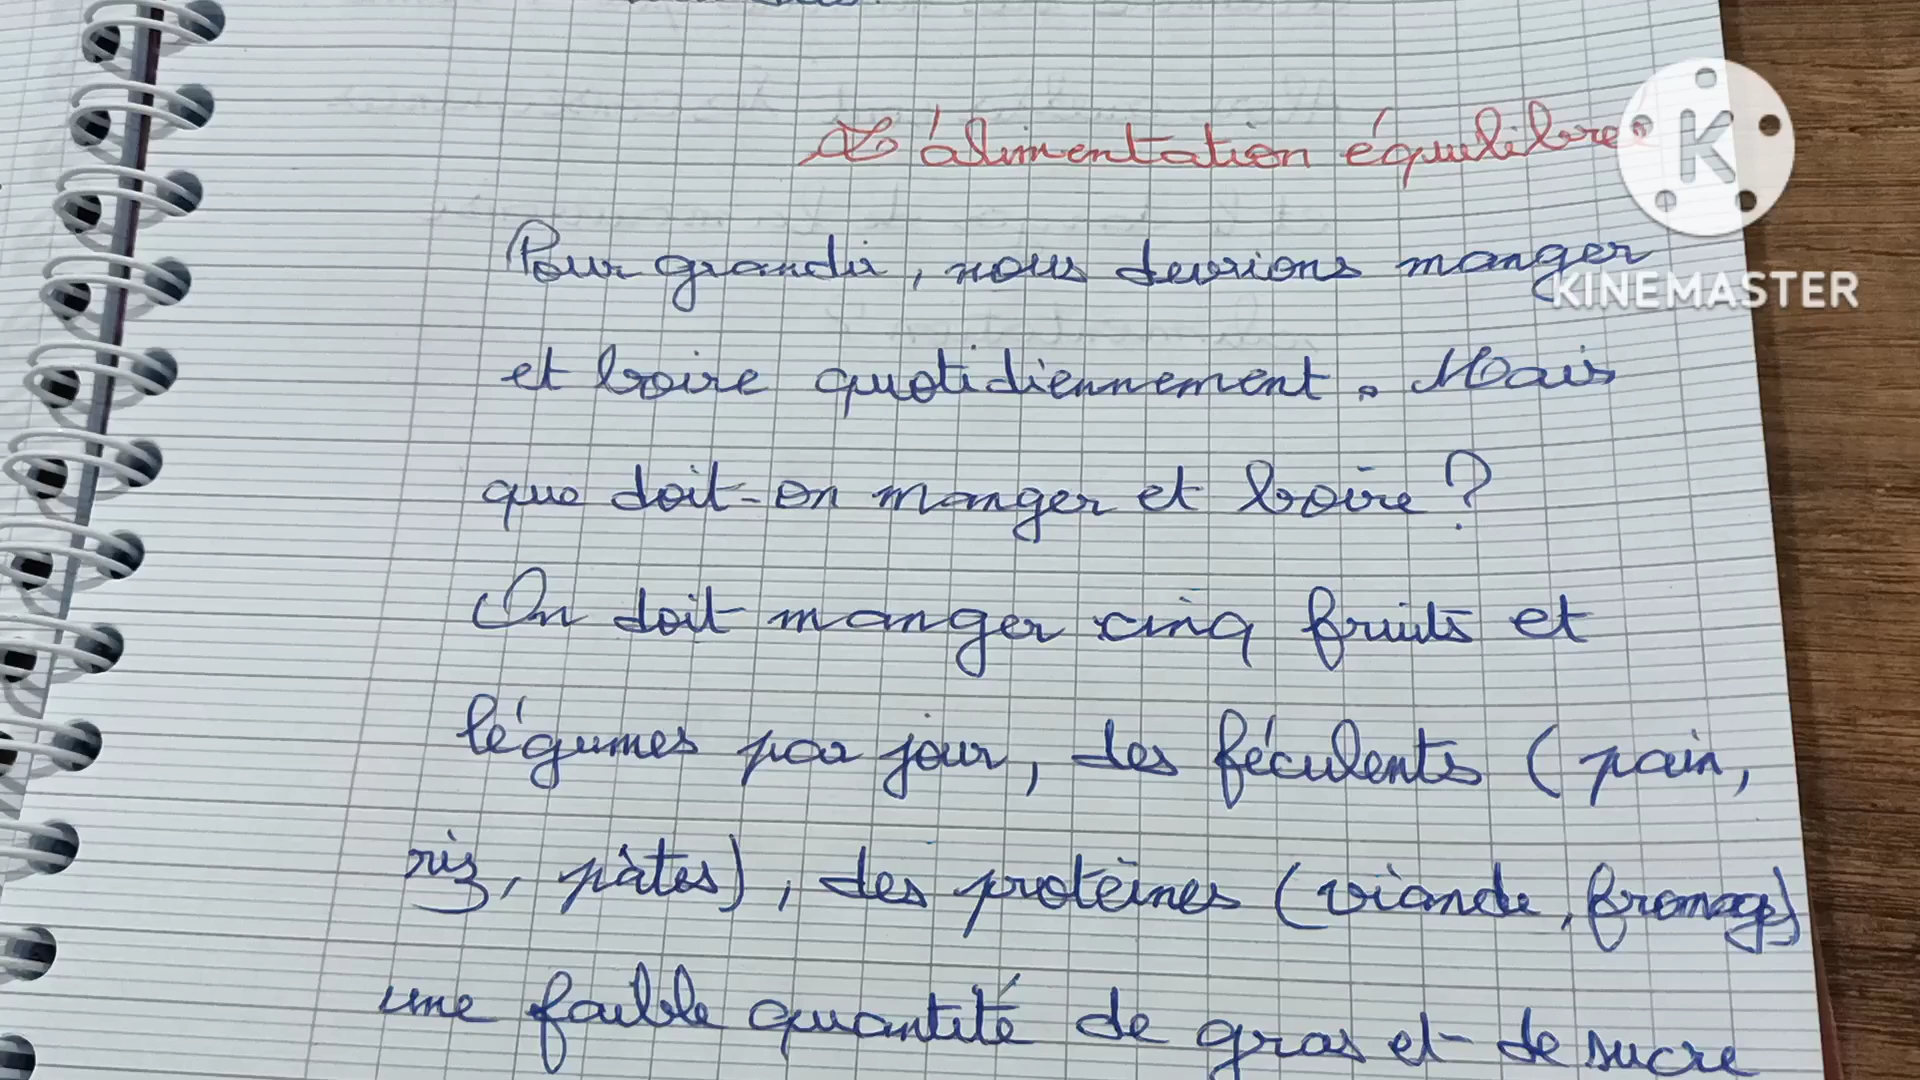 L'alimentation équilibre
Pour grandir, nous devrions manger
et boire quotidiennement. Mais
que doit-on manger et boire ?
On doit manger cinq fruits et
légumes par jour, des féculents (pain,
riz, pâtes), des protéines (viande, fromage)
une faible quantité de gras et de sucre
K
KINEMASTER